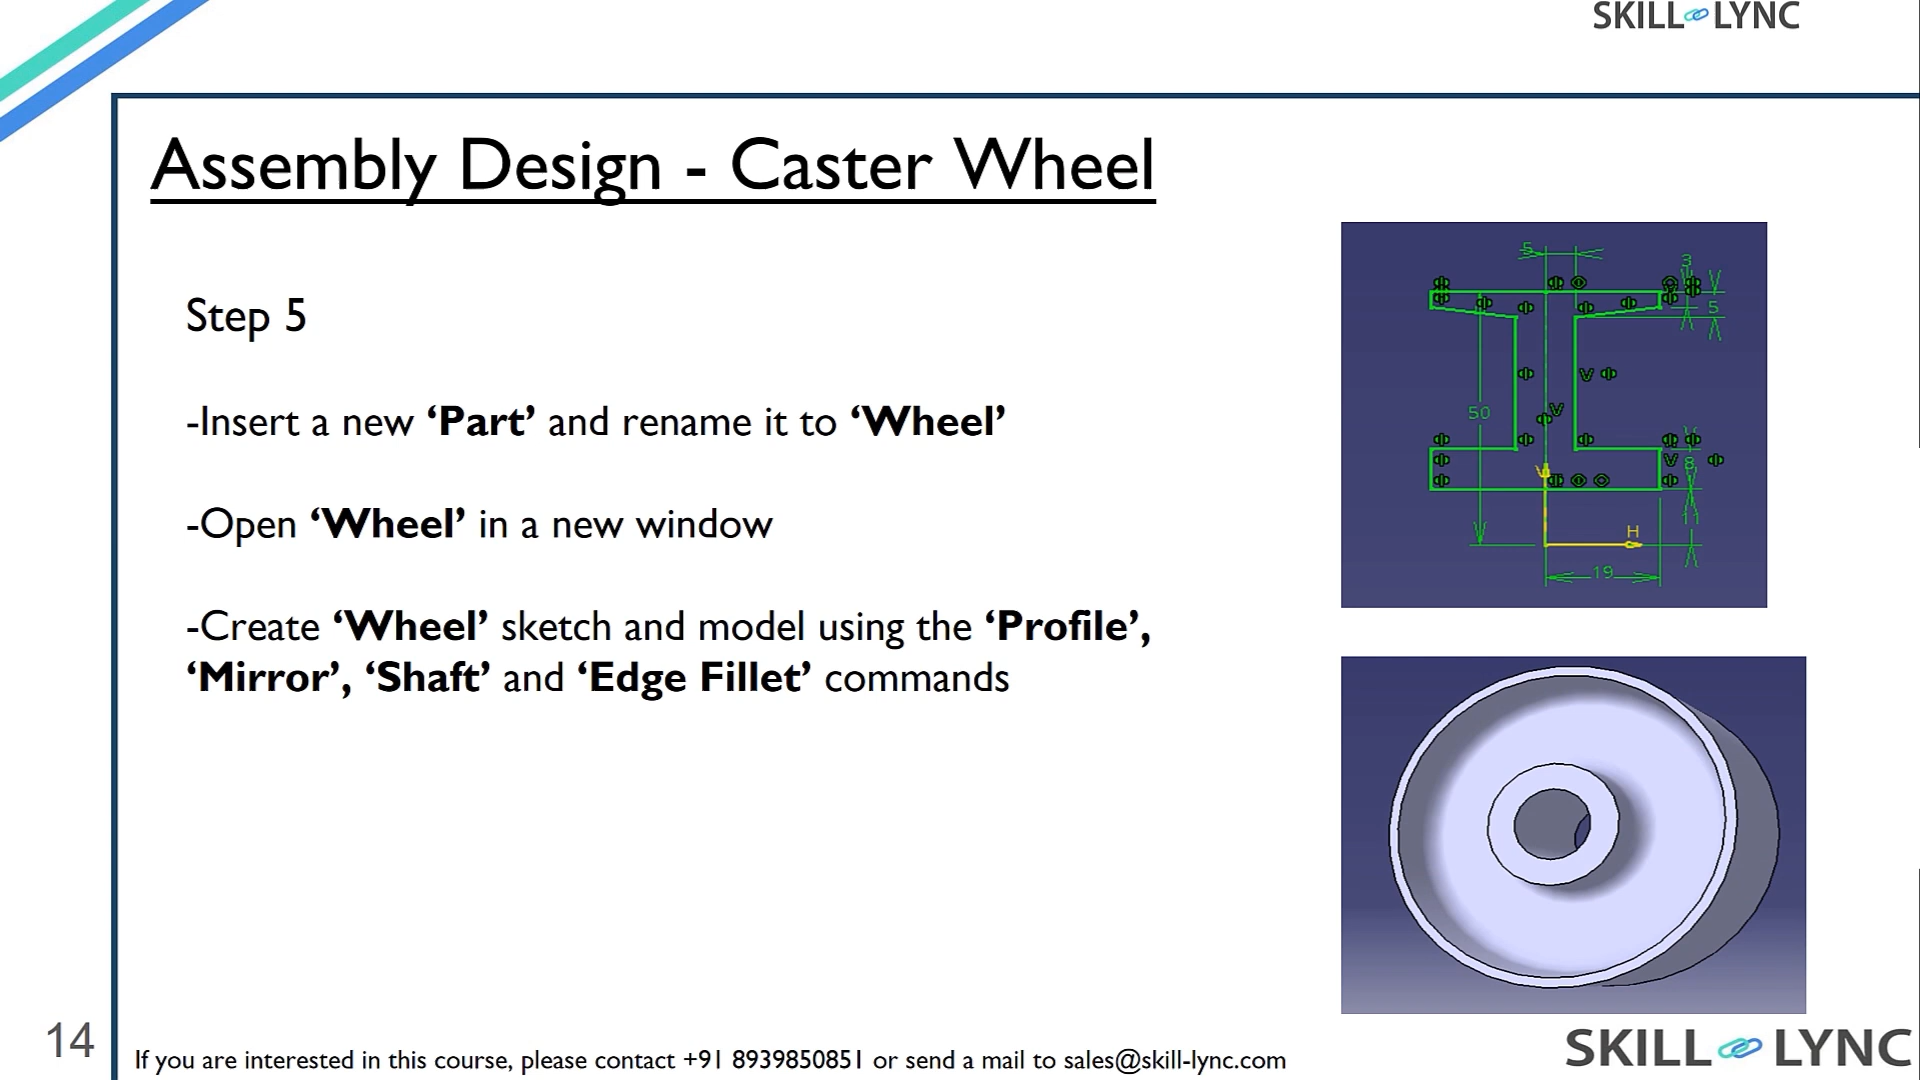 SKILL LYNC
Assembly Design - Caster Wheel
Step 5
-Insert a new ‘Part’ and rename it to ‘Wheel’
-Open ‘Wheel’ in a new window
-Create ‘Wheel’ sketch and model using the ‘Profile’,
‘Mirror’, ‘Shaft’ and ‘Edge Fillet’ commands
5
3
5
V
50
V
V
8
V
11
H
19
14
If you are interested in this course, please contact +91 8939850851 or send a mail to sales@skill-lync.com
SKILL LYNC